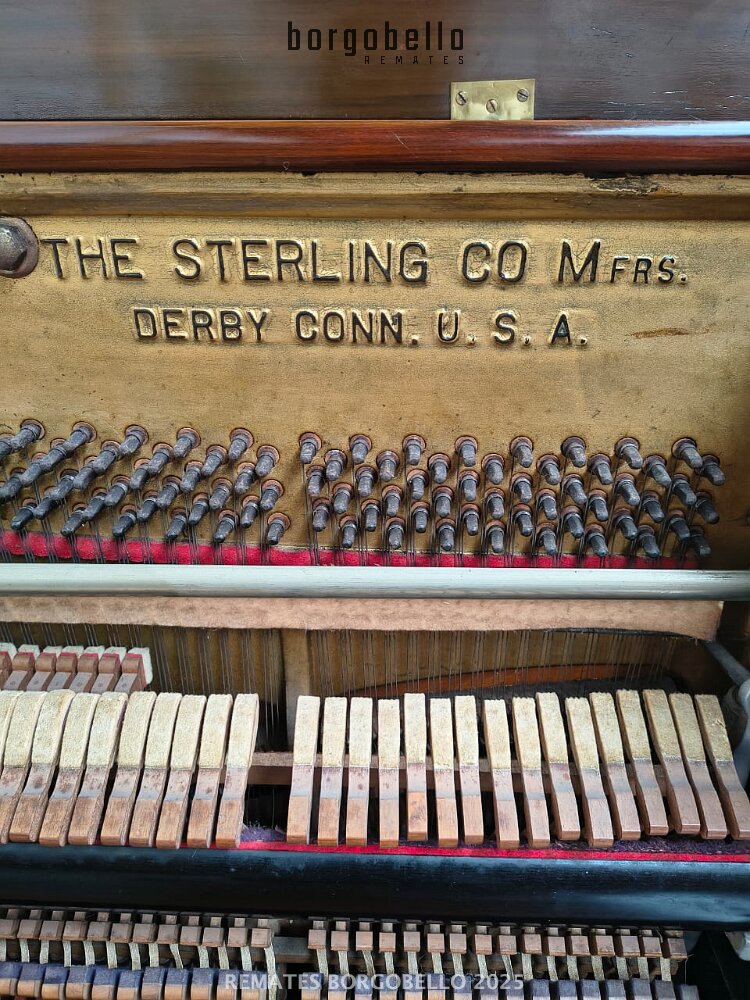 borgobello
REMATES
THE STERLING CO MFRS.
DERBY CONN. U.S.A.
REMATES BORGOBELLO 2025